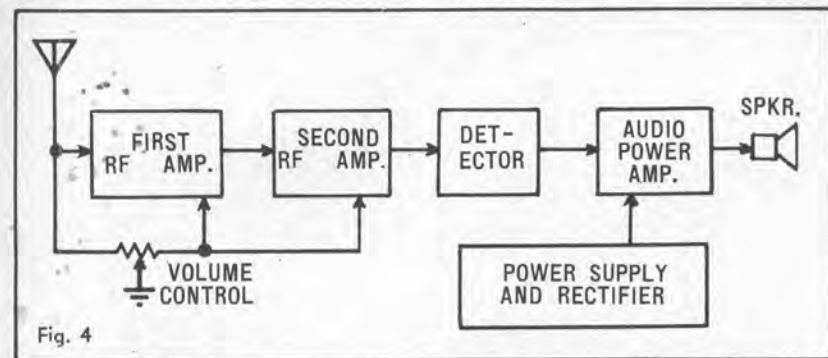 SPKR.
FIRST
RF AMP.
SECOND
RF AMP.
DET-
ECTOR
AUDIO
POWER
AMP.
VOLUME
CONTROL
POWER SUPPLY
AND RECTIFIER
Fig. 4